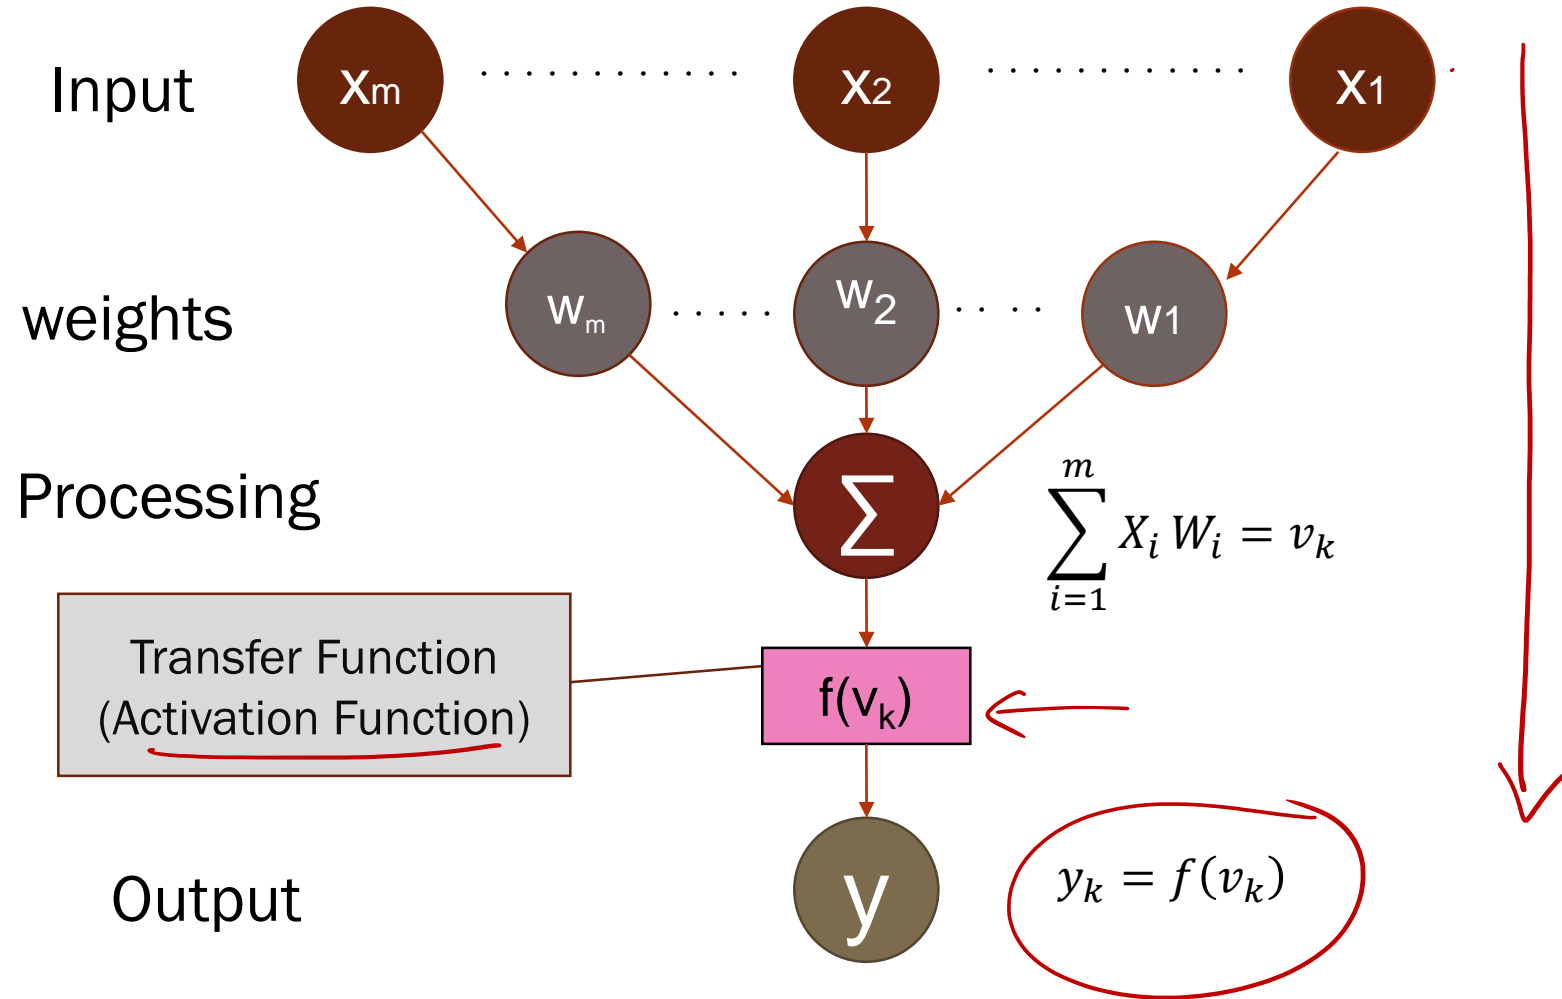 Input
xm ............ x2 ............ x1
weights
wm ..... w2 .... w1
Processing
∑
m
∑ Xi Wi = vk
i=1
Transfer Function
(Activation Function)
f(vk)
Output
y
yk = f(vk)